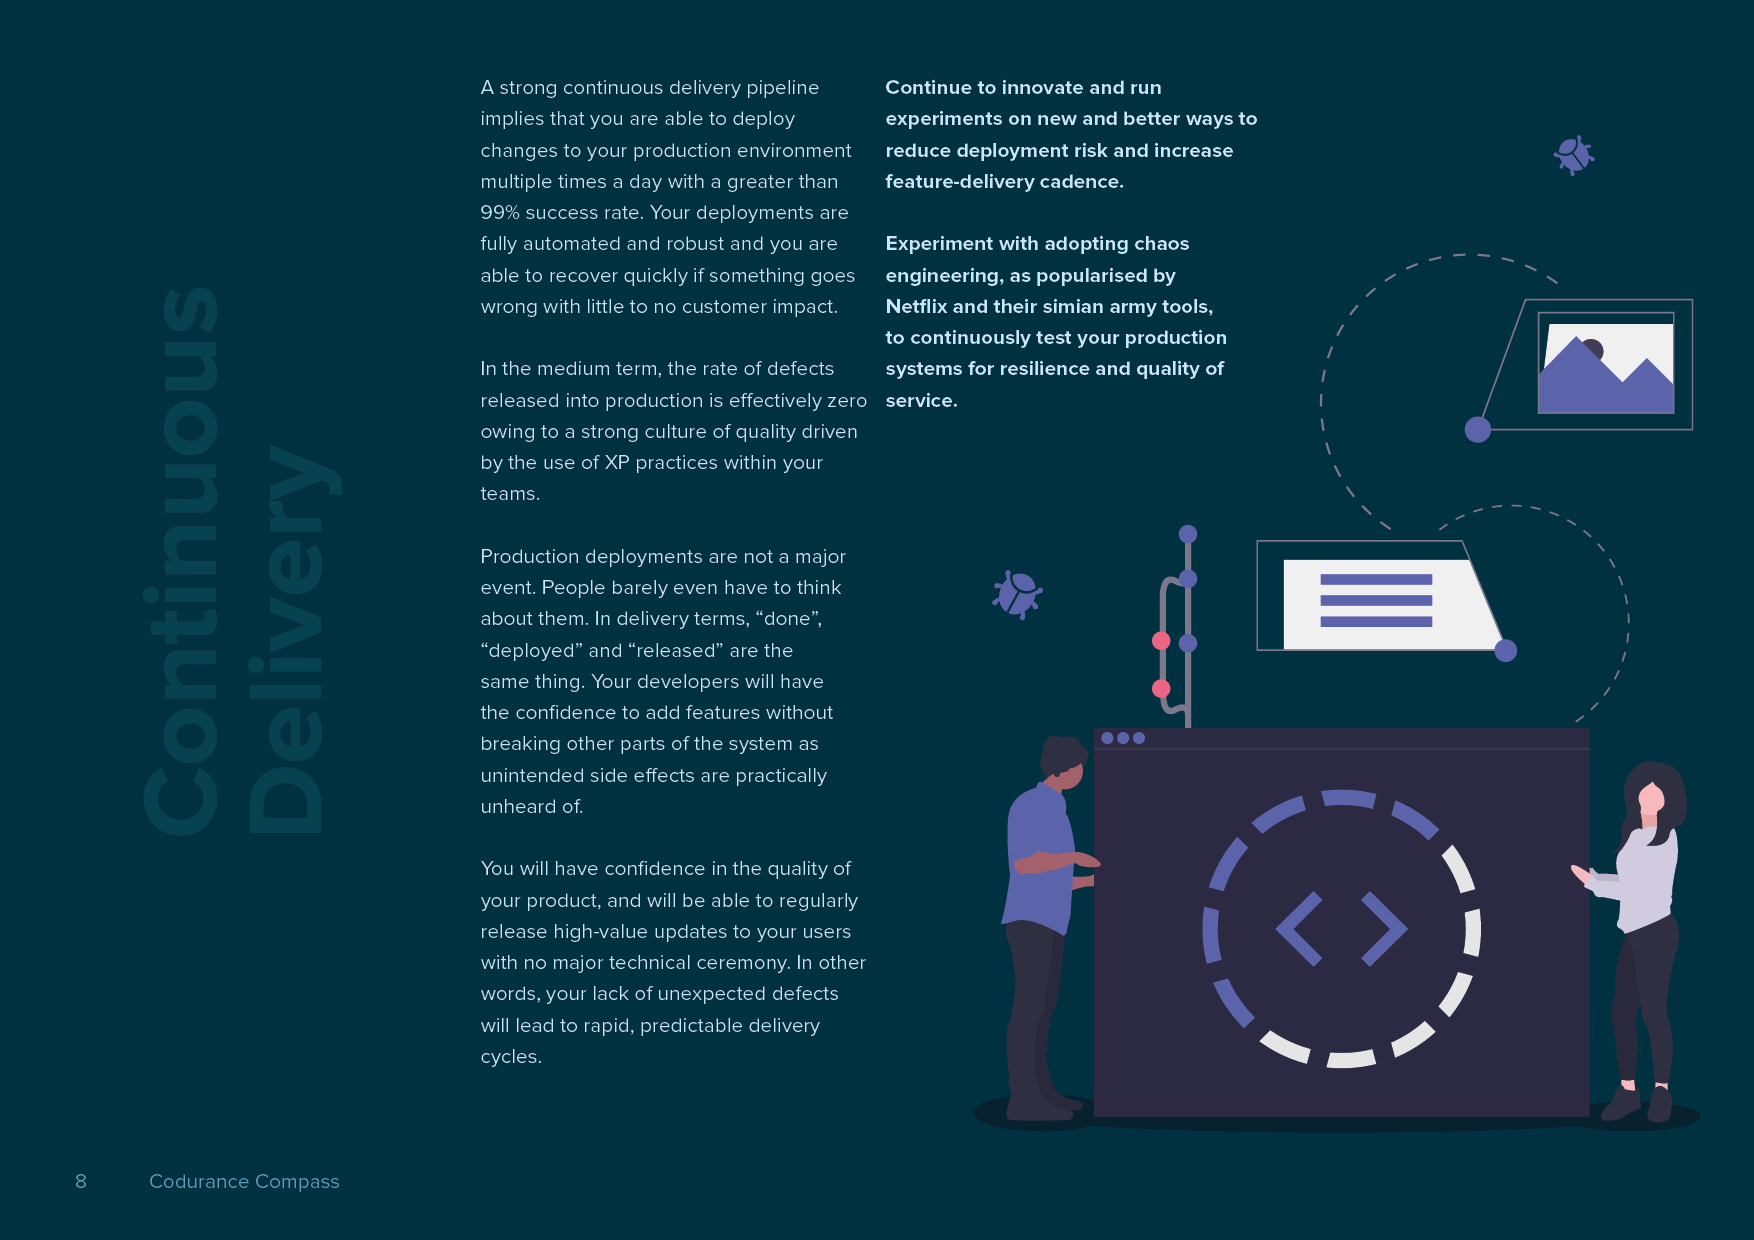 Continuous
Delivery
A strong continuous delivery pipeline
implies that you are able to deploy
changes to your production environment
multiple times a day with a greater than
99% success rate. Your deployments are
fully automated and robust and you are
able to recover quickly if something goes
wrong with little to no customer impact.
In the medium term, the rate of defects
released into production is effectively zero
owing to a strong culture of quality driven
by the use of XP practices within your
teams.
Production deployments are not a major
event. People barely even have to think
about them. In delivery terms, “done”,
“deployed” and “released” are the
same thing. Your developers will have
the confidence to add features without
breaking other parts of the system as
unintended side effects are practically
unheard of.
You will have confidence in the quality of
your product, and will be able to regularly
release high-value updates to your users
with no major technical ceremony. In other
words, your lack of unexpected defects
will lead to rapid, predictable delivery
cycles.
Continue to innovate and run
experiments on new and better ways to
reduce deployment risk and increase
feature-delivery cadence.
Experiment with adopting chaos
engineering, as popularised by
Netflix and their simian army tools,
to continuously test your production
systems for resilience and quality of
service.
8 Codurance Compass